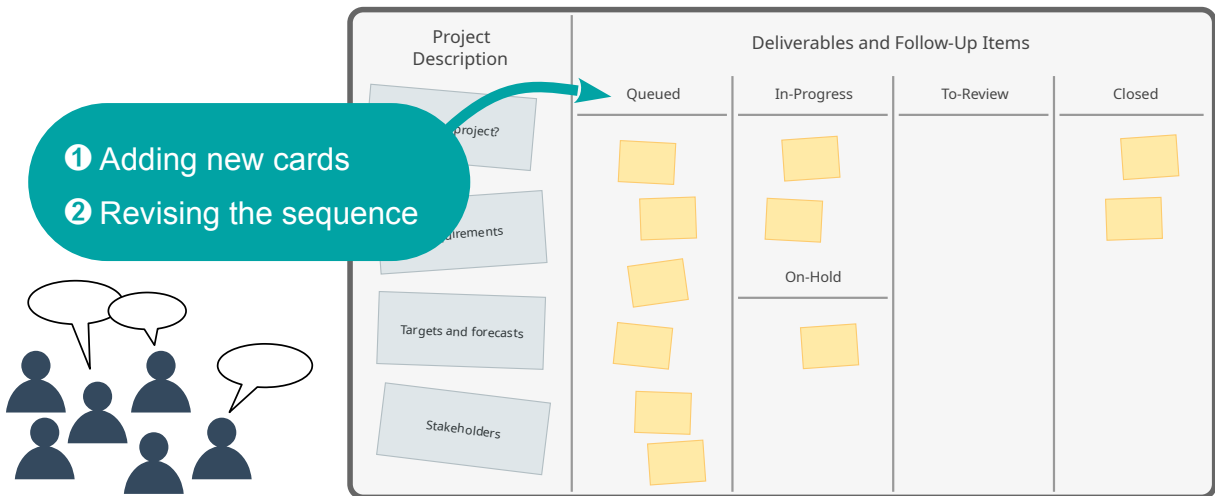 Project
Description
Deliverables and Follow-Up Items
Queued
In-Progress
To-Review
Closed
project?
❶ Adding new cards
❷ Revising the sequence
On-Hold
Targets and forecasts
Stakeholders